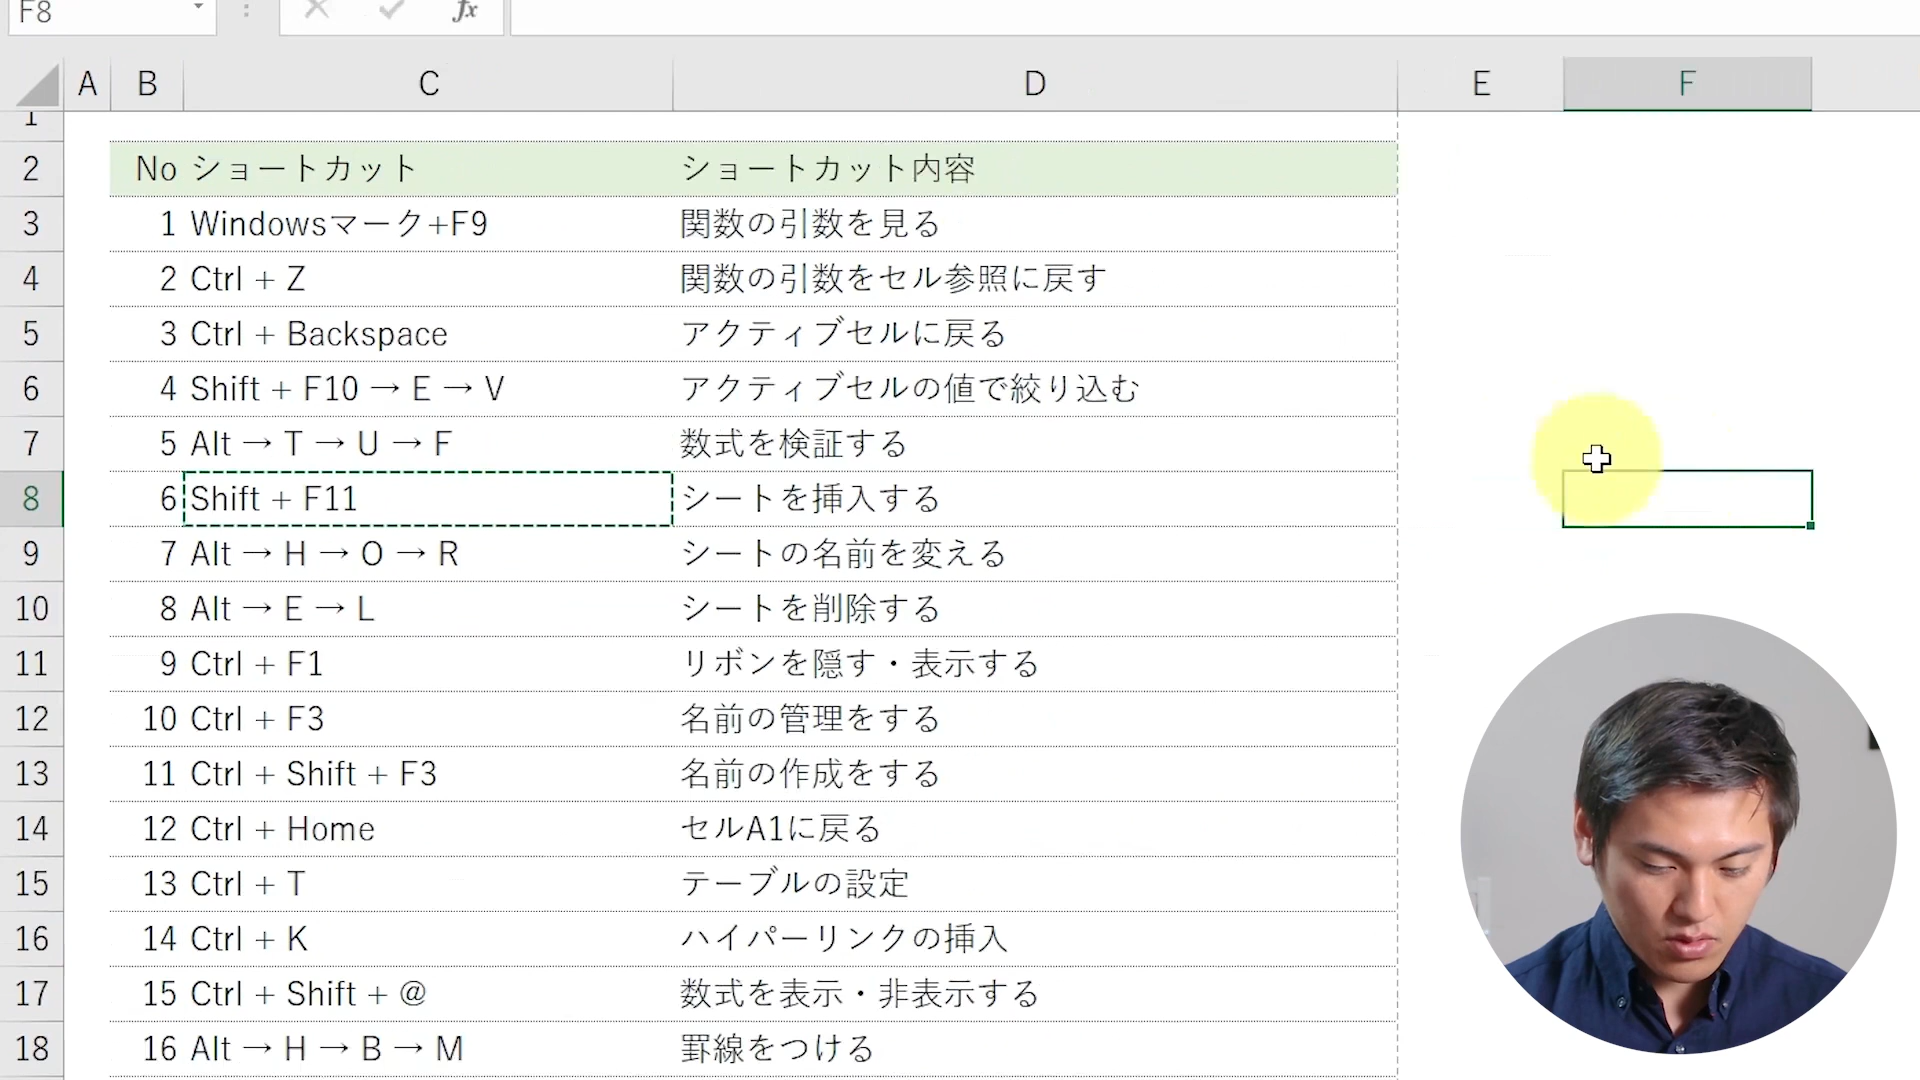 F8 fx
A B C D E F
1
2 No ショートカット ショートカット内容
3 1 Windowsマーク+F9 関数の引数を見る
4 2 Ctrl + Z 関数の引数をセル参照に戻す
5 3 Ctrl + Backspace アクティブセルに戻る
6 4 Shift + F10 → E → V アクティブセルの値で絞り込む
7 5 Alt → T → U → F 数式を検証する
8 6 Shift + F11 シートを挿入する
9 7 Alt → H → O → R シートの名前を変える
10 8 Alt → E → L シートを削除する
11 9 Ctrl + F1 リボンを隠す・表示する
12 10 Ctrl + F3 名前の管理をする
13 11 Ctrl + Shift + F3 名前の作成をする
14 12 Ctrl + Home セルA1に戻る
15 13 Ctrl + T テーブルの設定
16 14 Ctrl + K ハイパーリンクの挿入
17 15 Ctrl + Shift + @ 数式を表示・非表示する
18 16 Alt → H → B → M 罫線をつける